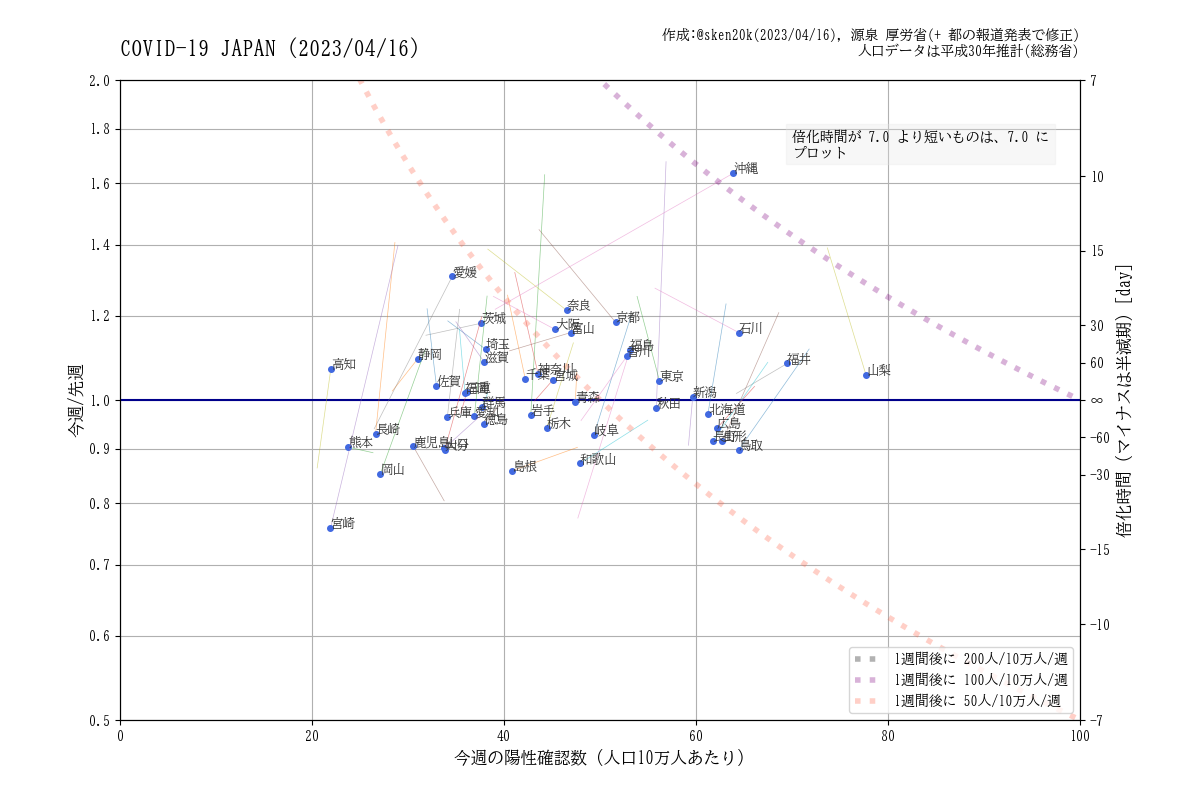 COVID-19 JAPAN (2023/04/16)
作成:@sken20k(2023/04/16), 源泉 厚労省(+ 都の報道発表で修正)
人口データは平成30年推計(総務省)
倍化時間が 7.0 より短いものは、7.0 に
プロット
沖縄
愛媛
奈良
茨城
大阪
富山
京都
石川
福島
香川
埼玉
滋賀
静岡
高知
福井
山梨
神奈川
千葉
宮城
東京
佐賀
青森
新潟
秋田
群馬
兵庫
岩手
北海道
徳島
栃木
広島
長崎
岐阜
山形
熊本
鹿児島
山口
大分
鳥取
岡山
島根
和歌山
宮崎
2.0
1.8
1.6
1.4
1.2
1.0
0.9
0.8
0.7
0.6
0.5
今週/先週
7
10
15
30
60
∞
-60
-30
-15
-10
-7
倍化時間 (マイナスは半減期) [day]
1週間後に 200人/10万人/週
1週間後に 100人/10万人/週
1週間後に 50人/10万人/週
0
20
40
60
80
100
今週の陽性確認数 (人口10万人あたり)